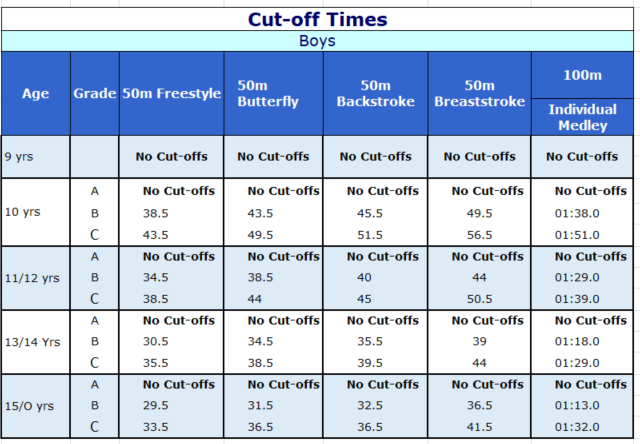 Cut-off Times
Boys
Age Grade 50m Freestyle 50m Butterfly 50m Backstroke 50m Breaststroke 100m Individual Medley
9 yrs No Cut-offs No Cut-offs No Cut-offs No Cut-offs No Cut-offs
10 yrs
A No Cut-offs No Cut-offs No Cut-offs No Cut-offs No Cut-offs
B 38.5 43.5 45.5 49.5 01:38.0
C 43.5 49.5 51.5 56.5 01:51.0
11/12 yrs
A No Cut-offs No Cut-offs No Cut-offs No Cut-offs No Cut-offs
B 34.5 38.5 40 44 01:29.0
C 38.5 44 45 50.5 01:39.0
13/14 Yrs
A No Cut-offs No Cut-offs No Cut-offs No Cut-offs No Cut-offs
B 30.5 34.5 35.5 39 01:18.0
C 35.5 38.5 39.5 44 01:29.0
15/O yrs
A No Cut-offs No Cut-offs No Cut-offs No Cut-offs No Cut-offs
B 29.5 31.5 32.5 36.5 01:13.0
C 33.5 36.5 36.5 41.5 01:32.0